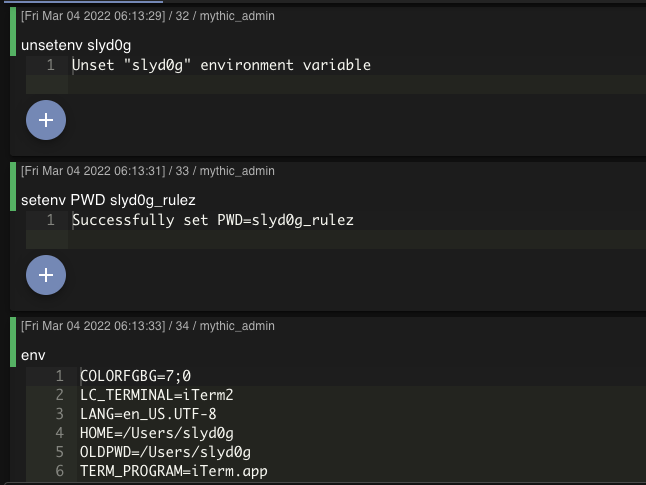 [Fri Mar 04 2022 06:13:29] / 32 / mythic_admin
unsetenv slyd0g
1 Unset "slyd0g" environment variable
+
[Fri Mar 04 2022 06:13:31] / 33 / mythic_admin
setenv PWD slyd0g_rulez
1 Successfully set PWD=slyd0g_rulez
+
[Fri Mar 04 2022 06:13:33] / 34 / mythic_admin
env
1 COLORFGBG=7;0
2 LC_TERMINAL=iTerm2
3 LANG=en_US.UTF-8
4 HOME=/Users/slyd0g
5 OLDPWD=/Users/slyd0g
6 TERM_PROGRAM=iTerm.app